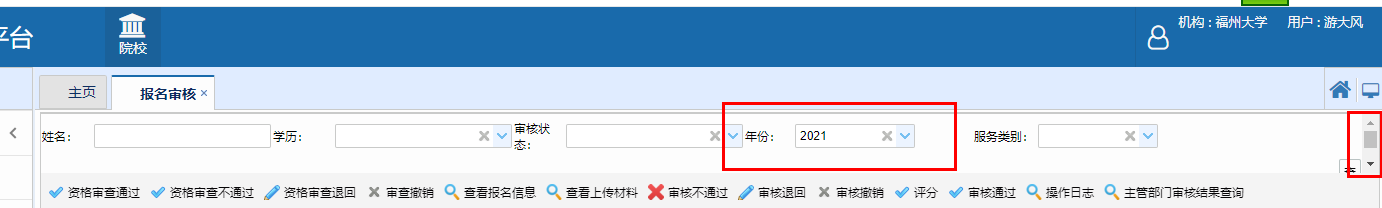 平台
院校
机构：福州大学 用户：游大风
主页 报名审核 ×
姓名： 学历： 审核状态： 年份： 2021 服务类别：
资格审查通过 资格审查不通过 资格审查退回 审查撤销 查看报名信息 查看上传材料 审核不通过 审核退回 审核撤销 评分 审核通过 操作日志 主管部门审核结果查询